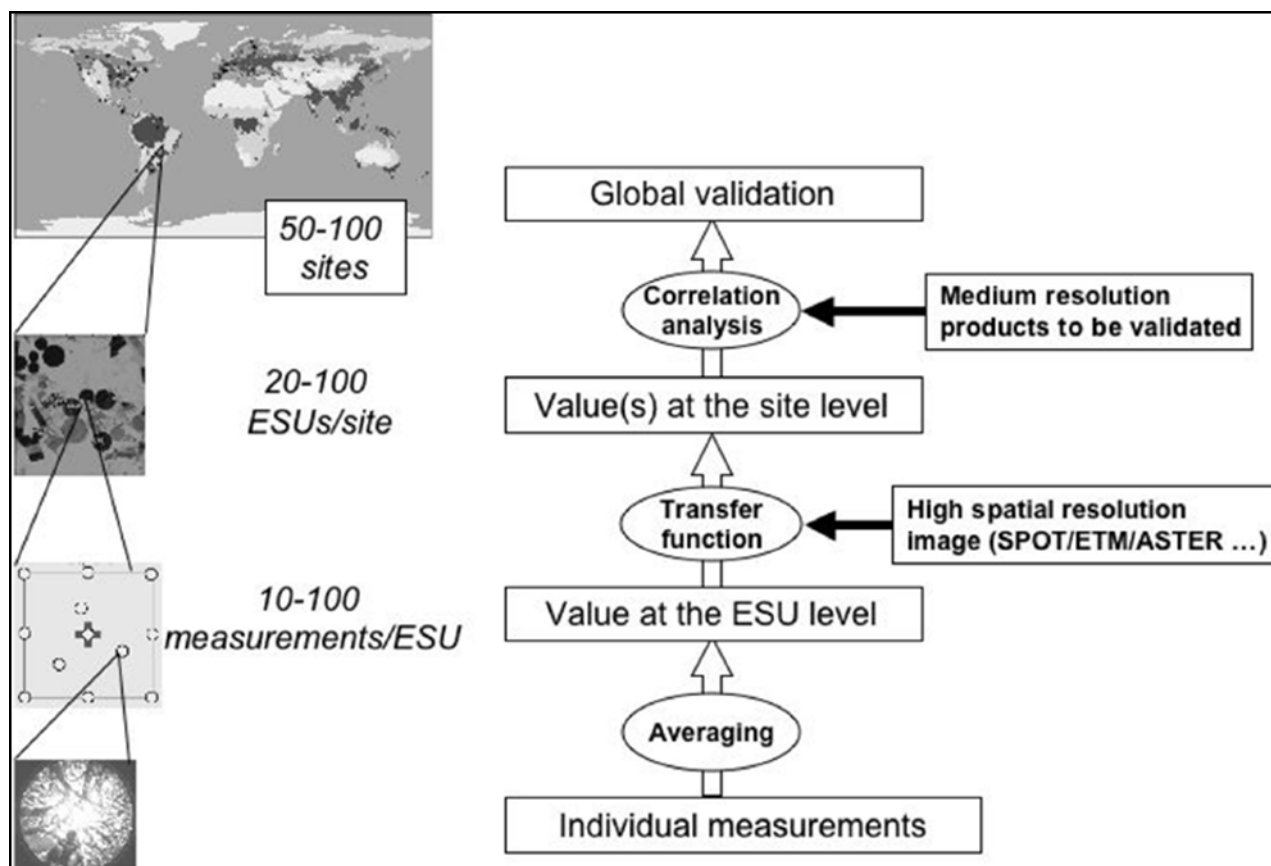 50-100
sites
20-100
ESUs/site
10-100
measurements/ESU
Global validation
Correlation
analysis
Medium resolution
products to be validated
Value(s) at the site level
Transfer
function
High spatial resolution
image (SPOT/ETM/ASTER ...)
Value at the ESU level
Averaging
Individual measurements